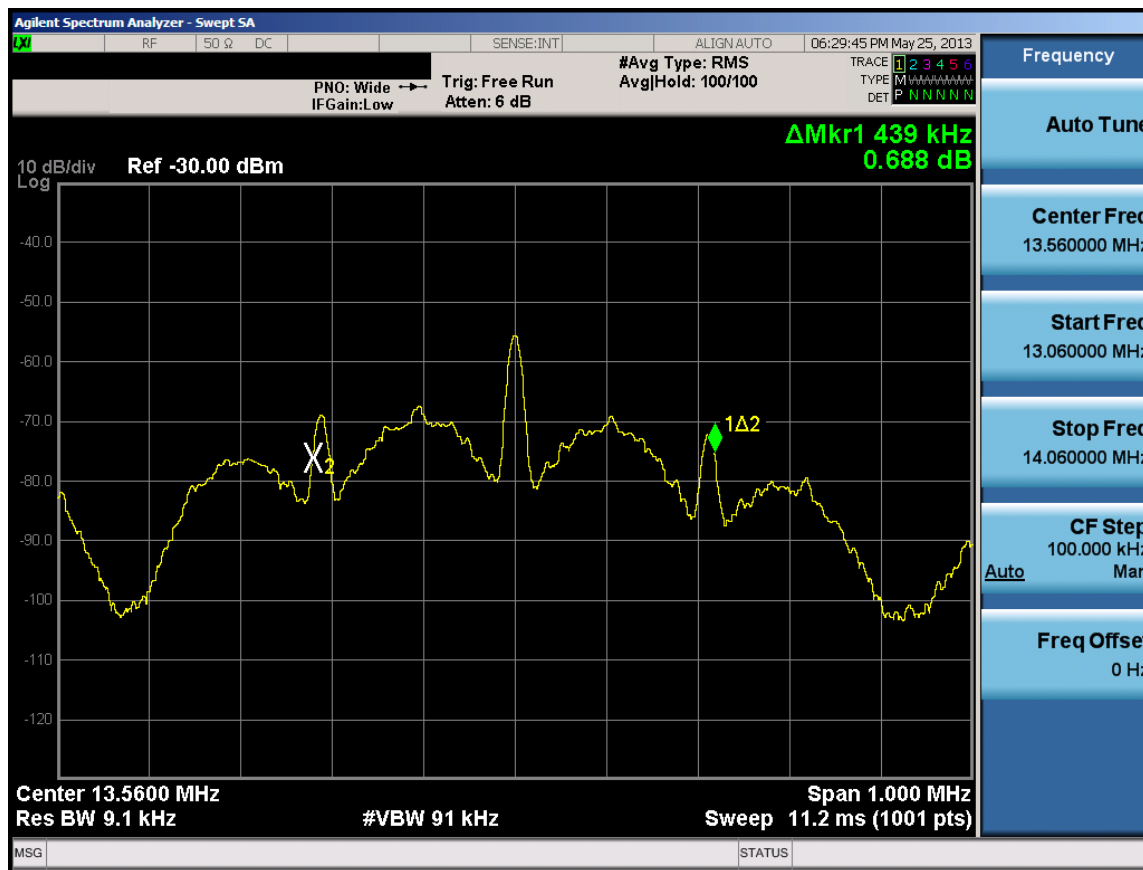 Agilent Spectrum Analyzer - Swept SA
LXI RF 50 Ω DC SENSE:INT ALIGN AUTO 06:29:45 PM May 25, 2013
#Avg Type: RMS TRACE 1 2 3 4 5 6
PNO: Wide Trig: Free Run Avg|Hold: 100/100 TYPE M WWWWW
IFGain:Low Atten: 6 dB DET P N N N N N
ΔMkr1 439 kHz
0.688 dB
10 dB/div Ref -30.00 dBm
Log
-40.0
-50.0
-60.0
-70.0
-80.0
-90.0
-100
-110
-120
1Δ2
X2
Center 13.5600 MHz Span 1.000 MHz
Res BW 9.1 kHz #VBW 91 kHz Sweep 11.2 ms (1001 pts)
MSG STATUS
Frequency
Auto Tune
Center Freq
13.560000 MHz
Start Freq
13.060000 MHz
Stop Freq
14.060000 MHz
CF Step
100.000 kHz
Auto Man
Freq Offset
0 Hz